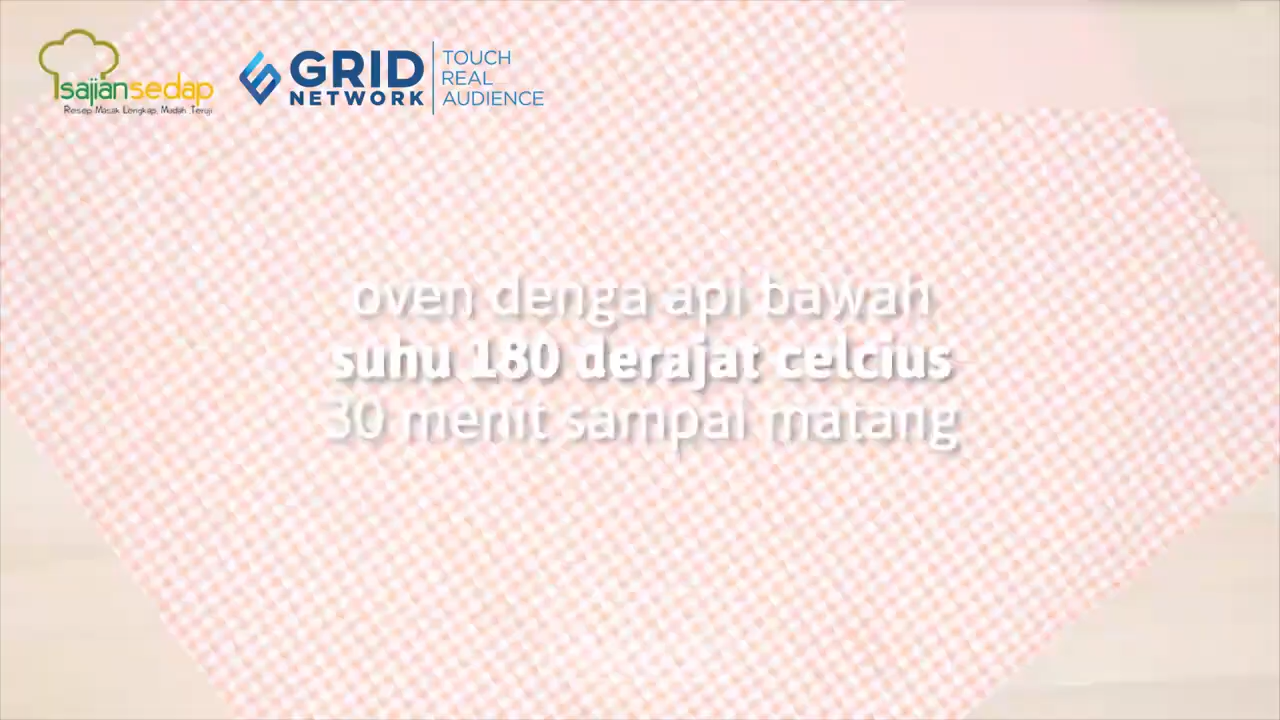 sajiansedap
Resep Masak Lengkap, Mudah Teruji
GRID
NETWORK
TOUCH
REAL
AUDIENCE
oven denga api bawah
suhu 180 derajat celcius
30 menit sampai matang